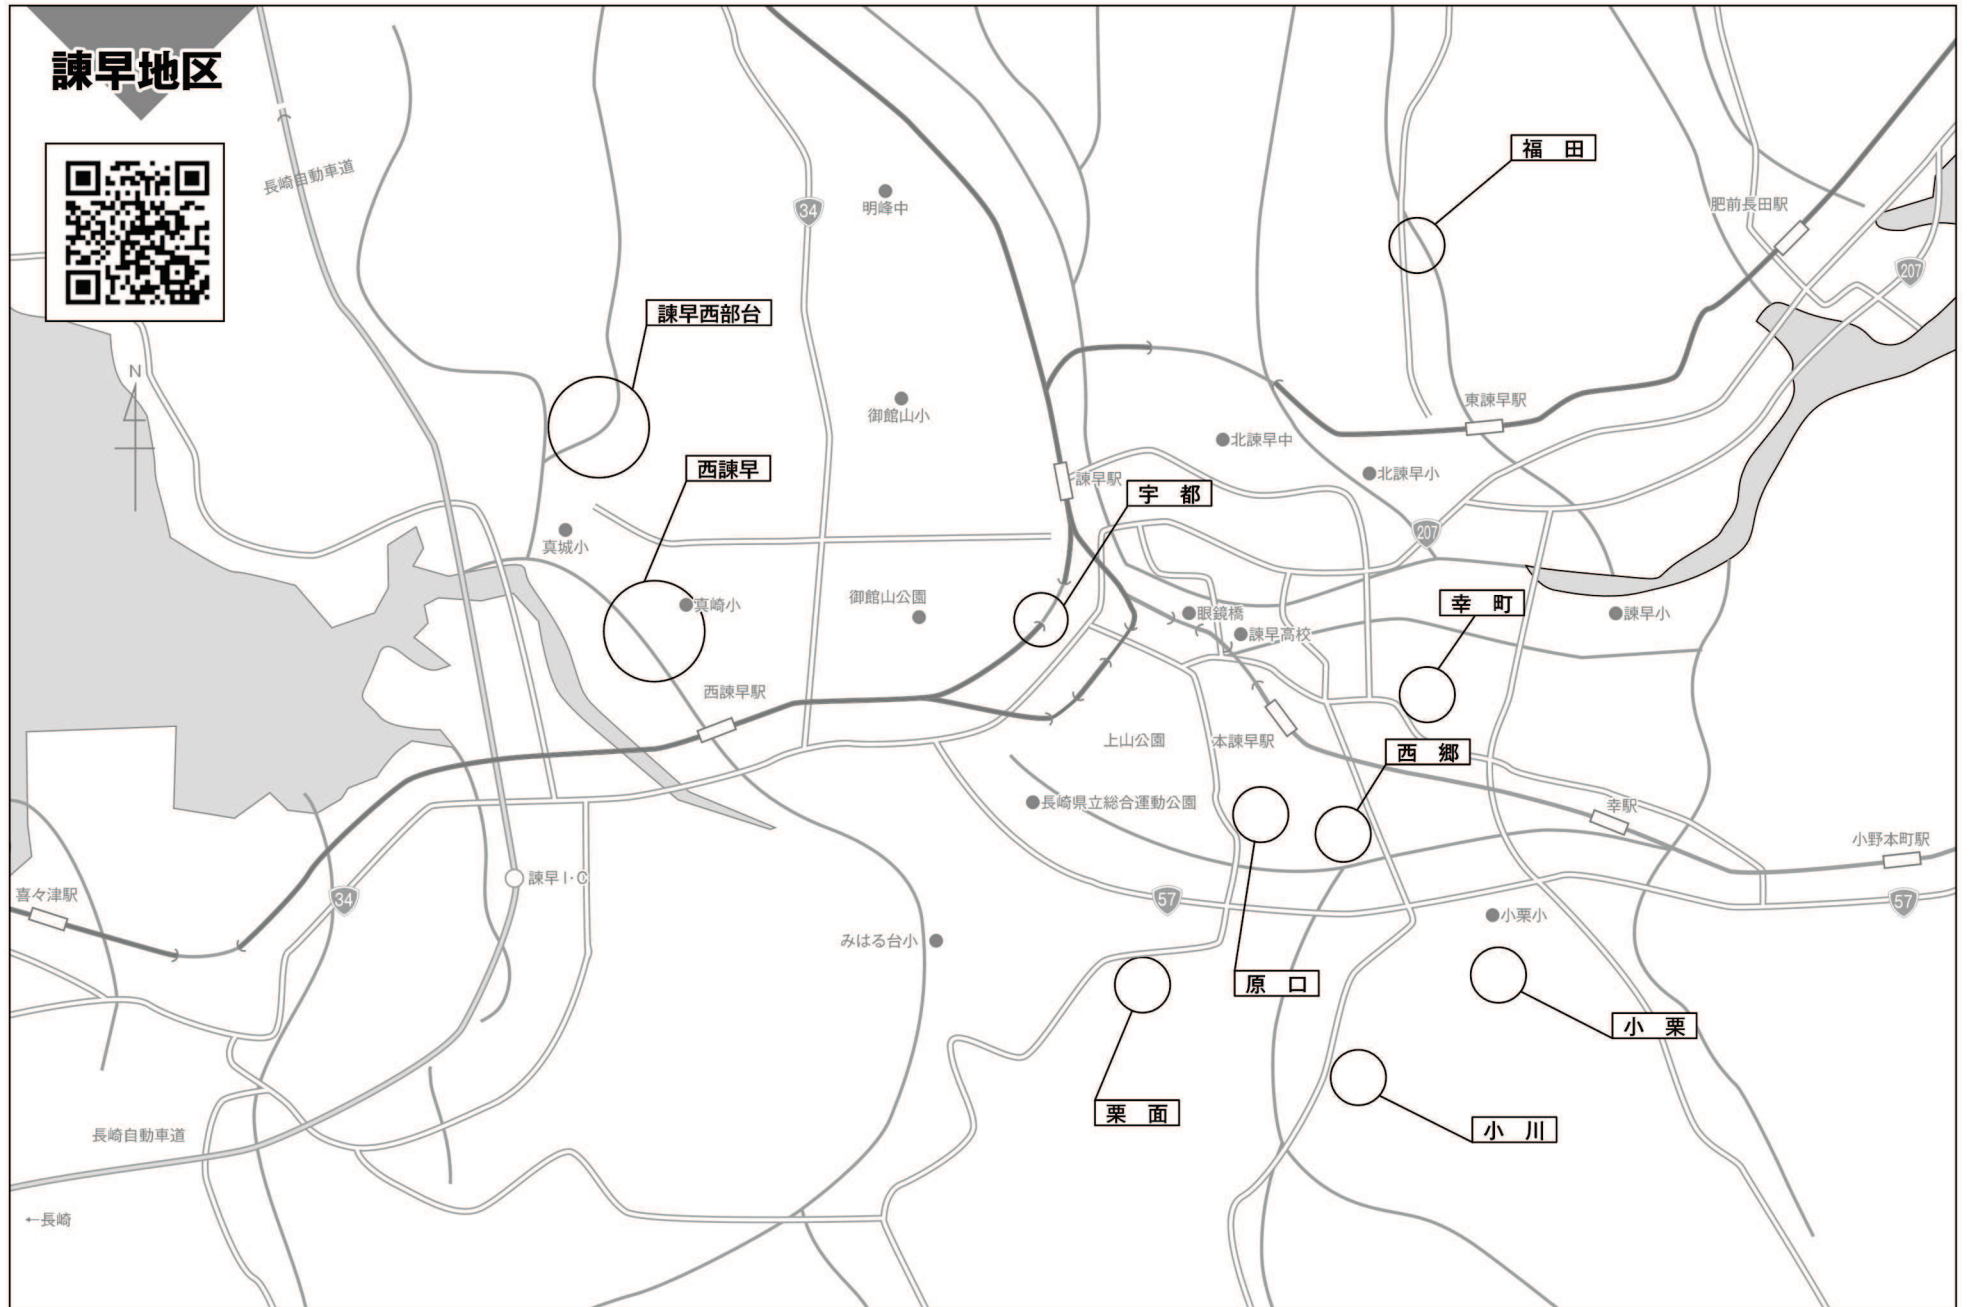 諫早地区
長崎自動車道
34
明峰中
福　田
肥前長田駅
207
諫早西部台
N
御館山小
東諫早駅
北諫早中
北諫早小
西諫早
諫早駅
宇　都
207
真城小
真崎小
御館山公園
眼鏡橋
諫早高校
幸　町
諫早小
西諫早駅
上山公園
本諫早駅
西　郷
長崎県立総合運動公園
幸駅
小野本町駅
諫早I・C
喜々津駅
34
57
57
小栗小
みはる台小
原　口
小　栗
栗　面
小　川
長崎自動車道
←長崎